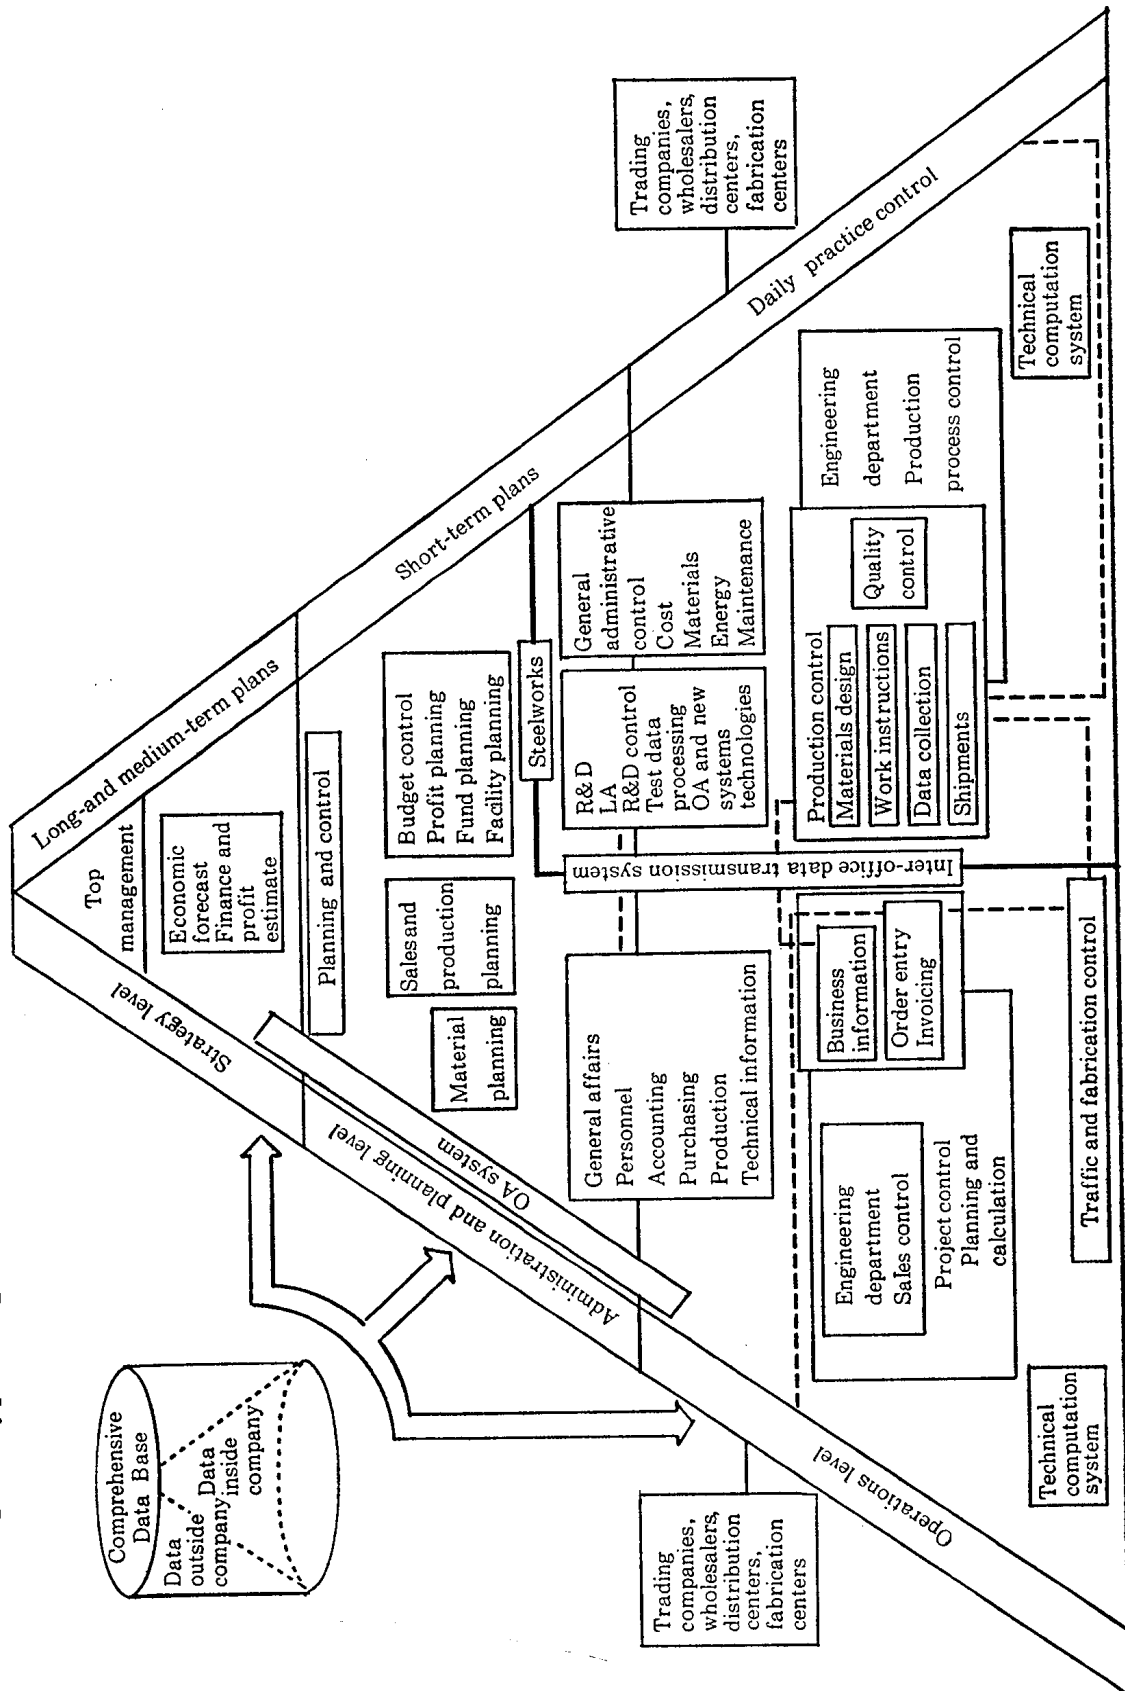 Comprehensive
Data Base
Data
outside
company
Data
inside
company
Strategy level
Administration and planning level
Operations level
OA system
Long-and medium-term plans
Short-term plans
Daily practice control
Top
management
Economic
forecast
Finance and
profit
estimate
Planning and control
Material
planning
Salesand
production
planning
Budget control
Profit planning
Fund planning
Facility planning
Steelworks
General affairs
Personnel
Accounting
Purchasing
Production
Technical information
Inter-office data transmission system
R&D
LA
R&D control
Test data
processing
OA and new
systems
technologies
General
administrative
control
Cost
Materials
Energy
Maintenance
Trading
companies,
wholesalers,
distribution
centers,
fabrication
centers
Trading
companies,
wholesalers,
distribution
centers,
fabrication
centers
Engineering
department
Sales control
Project control
Planning and
calculation
Business
information
Order entry
Invoicing
Production control
Materials design
Work instructions
Data collection
Shipments
Quality
control
Engineering
department
Production
process control
Technical
computation
system
Traffic and fabrication control
Technical
computation
system